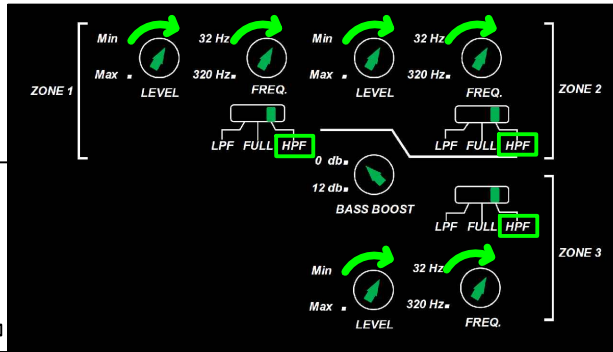 Min 32 Hz Min 32 Hz
Max 320 Hz Max 320 Hz
ZONE 1 LEVEL FREQ. LEVEL FREQ. ZONE 2
LPF FULL HPF LPF FULL HPF
0 db
12 db
BASS BOOST
LPF FULL HPF
ZONE 3
Min 32 Hz
Max 320 Hz
LEVEL FREQ.